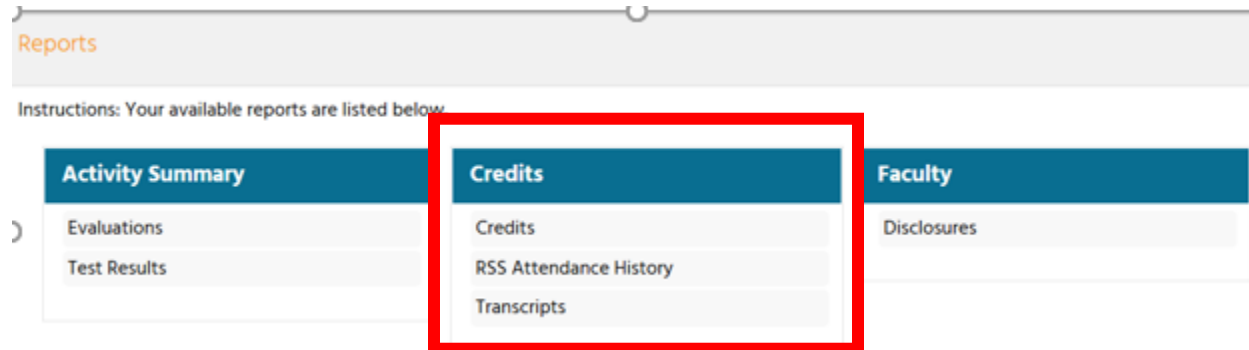 Reports
Instructions: Your available reports are listed below
Activity Summary
Evaluations
Test Results
Credits
Credits
RSS Attendance History
Transcripts
Faculty
Disclosures